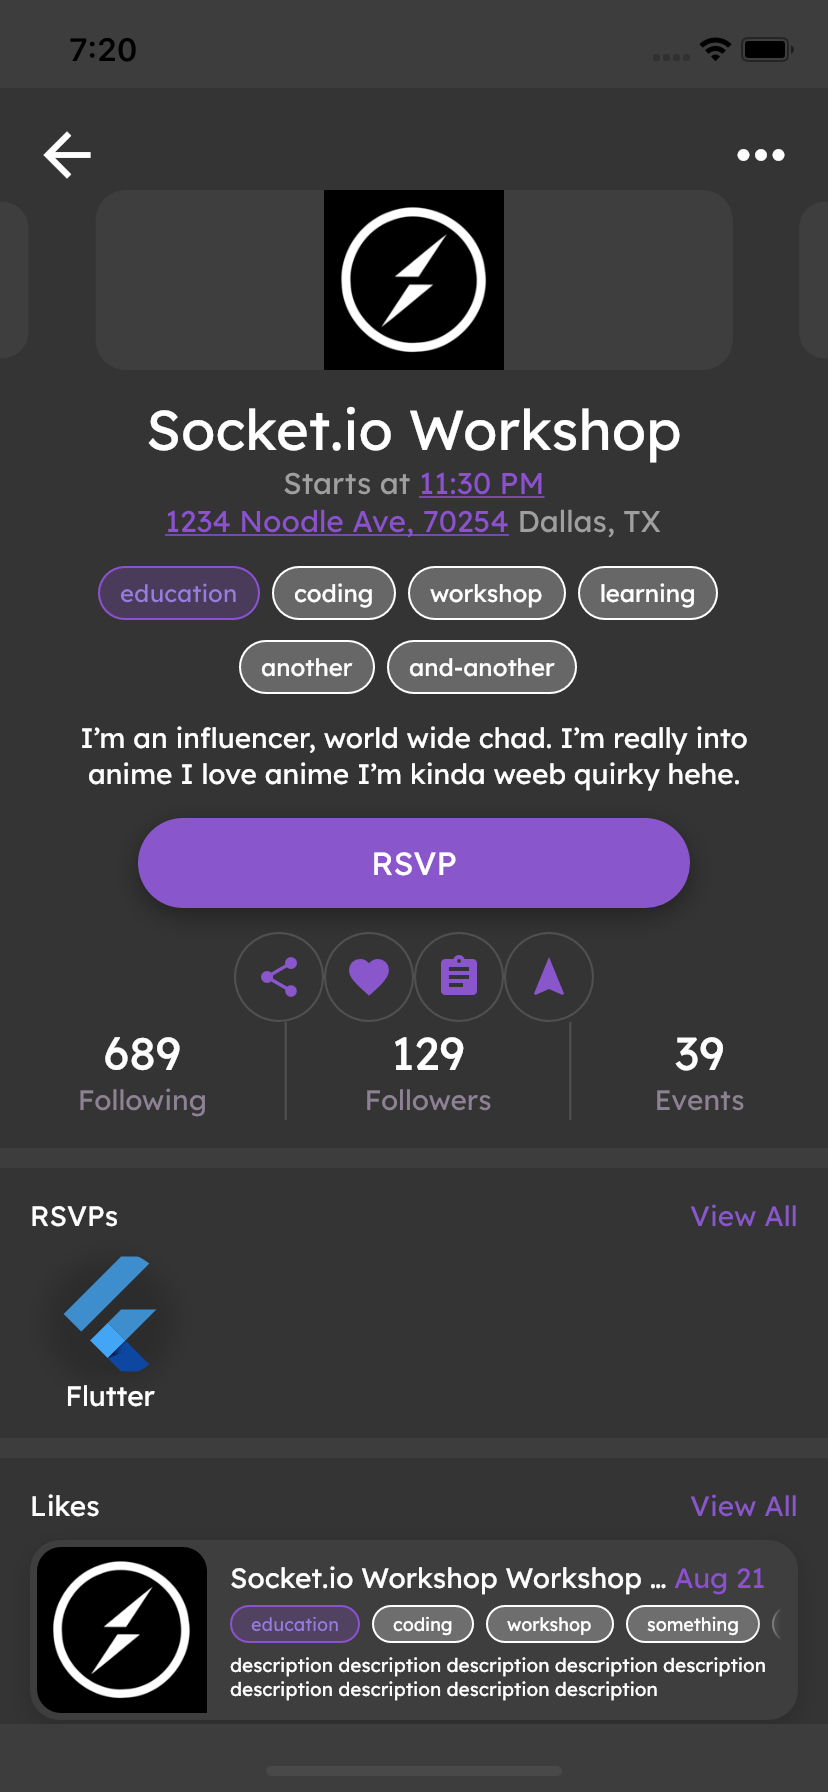 7:20
Socket.io Workshop
Starts at 11:30 PM
1234 Noodle Ave, 70254 Dallas, TX
education coding workshop learning
another and-another
I’m an influencer, world wide chad. I’m really into
anime I love anime I’m kinda weeb quirky hehe.
RSVP
689 129 39
Following Followers Events
RSVPs View All
Flutter
Likes View All
Socket.io Workshop Workshop ... Aug 21
education coding workshop something
description description description description description
description description description description